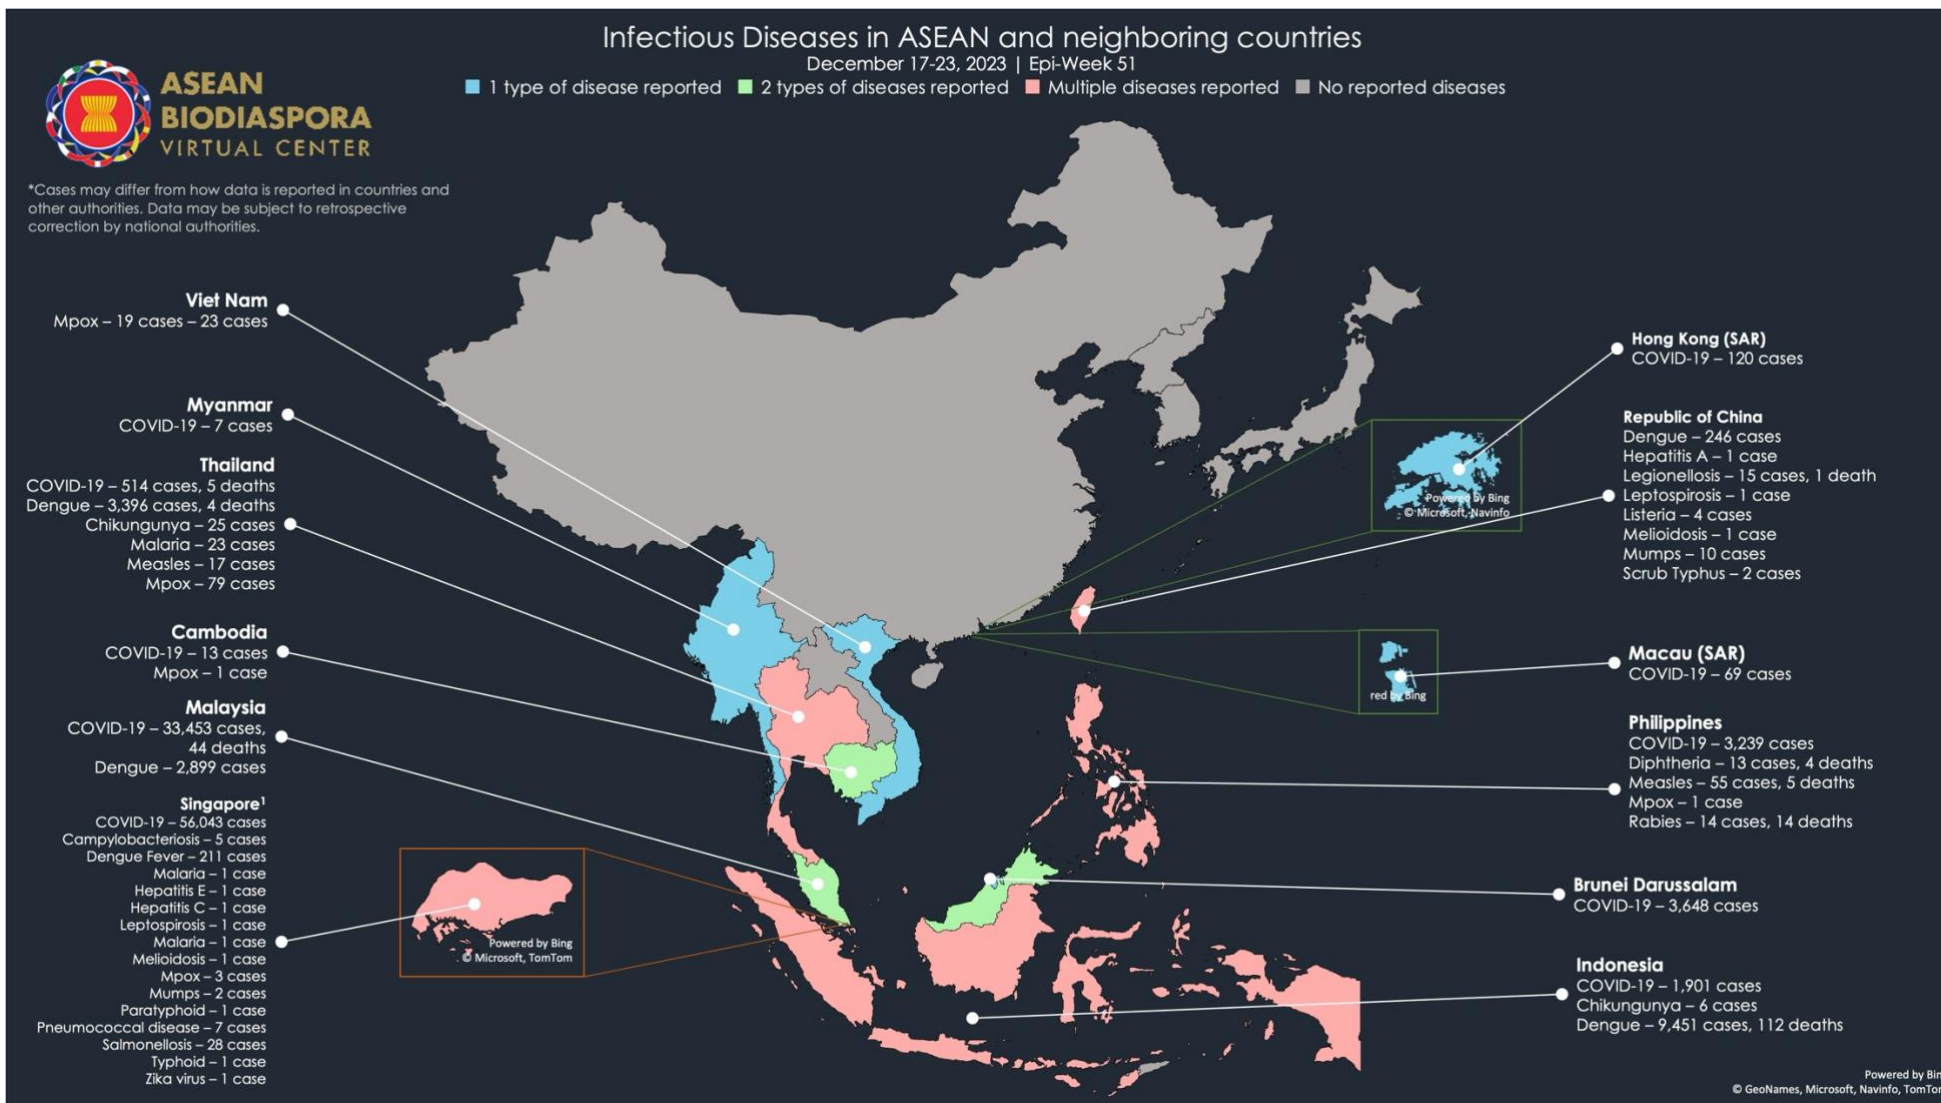 Infectious Diseases in ASEAN and neighboring countries
December 17-23, 2023 | Epi-Week 51
1 type of disease reported 2 types of diseases reported Multiple diseases reported No reported diseases
ASEAN
BIODIASPORA
VIRTUAL CENTER
*Cases may differ from how data is reported in countries and
other authorities. Data may be subject to retrospective
correction by national authorities.
Viet Nam
Mpox – 19 cases – 23 cases
Myanmar
COVID-19 – 7 cases
Thailand
COVID-19 – 514 cases, 5 deaths
Dengue – 3,396 cases, 4 deaths
Chikungunya – 25 cases
Malaria – 23 cases
Measles – 17 cases
Mpox – 79 cases
Cambodia
COVID-19 – 13 cases
Mpox – 1 case
Malaysia
COVID-19 – 33,453 cases,
44 deaths
Dengue – 2,899 cases
Singapore¹
COVID-19 – 56,043 cases
Campylobacteriosis – 5 cases
Dengue Fever – 211 cases
Malaria – 1 case
Hepatitis E – 1 case
Hepatitis C – 1 case
Leptospirosis – 1 case
Malaria – 1 case
Melioidosis – 1 case
Mpox – 3 cases
Mumps – 2 cases
Paratyphoid – 1 case
Pneumococcal disease – 7 cases
Salmonellosis – 28 cases
Typhoid – 1 case
Zika virus – 1 case
Powered by Bing
© Microsoft, TomTom
Powered by Bing
© Microsoft, Navinfo
red by Bing
Hong Kong (SAR)
COVID-19 – 120 cases
Republic of China
Dengue – 246 cases
Hepatitis A – 1 case
Legionellosis – 15 cases, 1 death
Leptospirosis – 1 case
Listeria – 4 cases
Melioidosis – 1 case
Mumps – 10 cases
Scrub Typhus – 2 cases
Macau (SAR)
COVID-19 – 69 cases
Philippines
COVID-19 – 3,239 cases
Diphtheria – 13 cases, 4 deaths
Measles – 55 cases, 5 deaths
Mpox – 1 case
Rabies – 14 cases, 14 deaths
Brunei Darussalam
COVID-19 – 3,648 cases
Indonesia
COVID-19 – 1,901 cases
Chikungunya – 6 cases
Dengue – 9,451 cases, 112 deaths
Powered by Bin
© GeoNames, Microsoft, Navinfo, TomTom